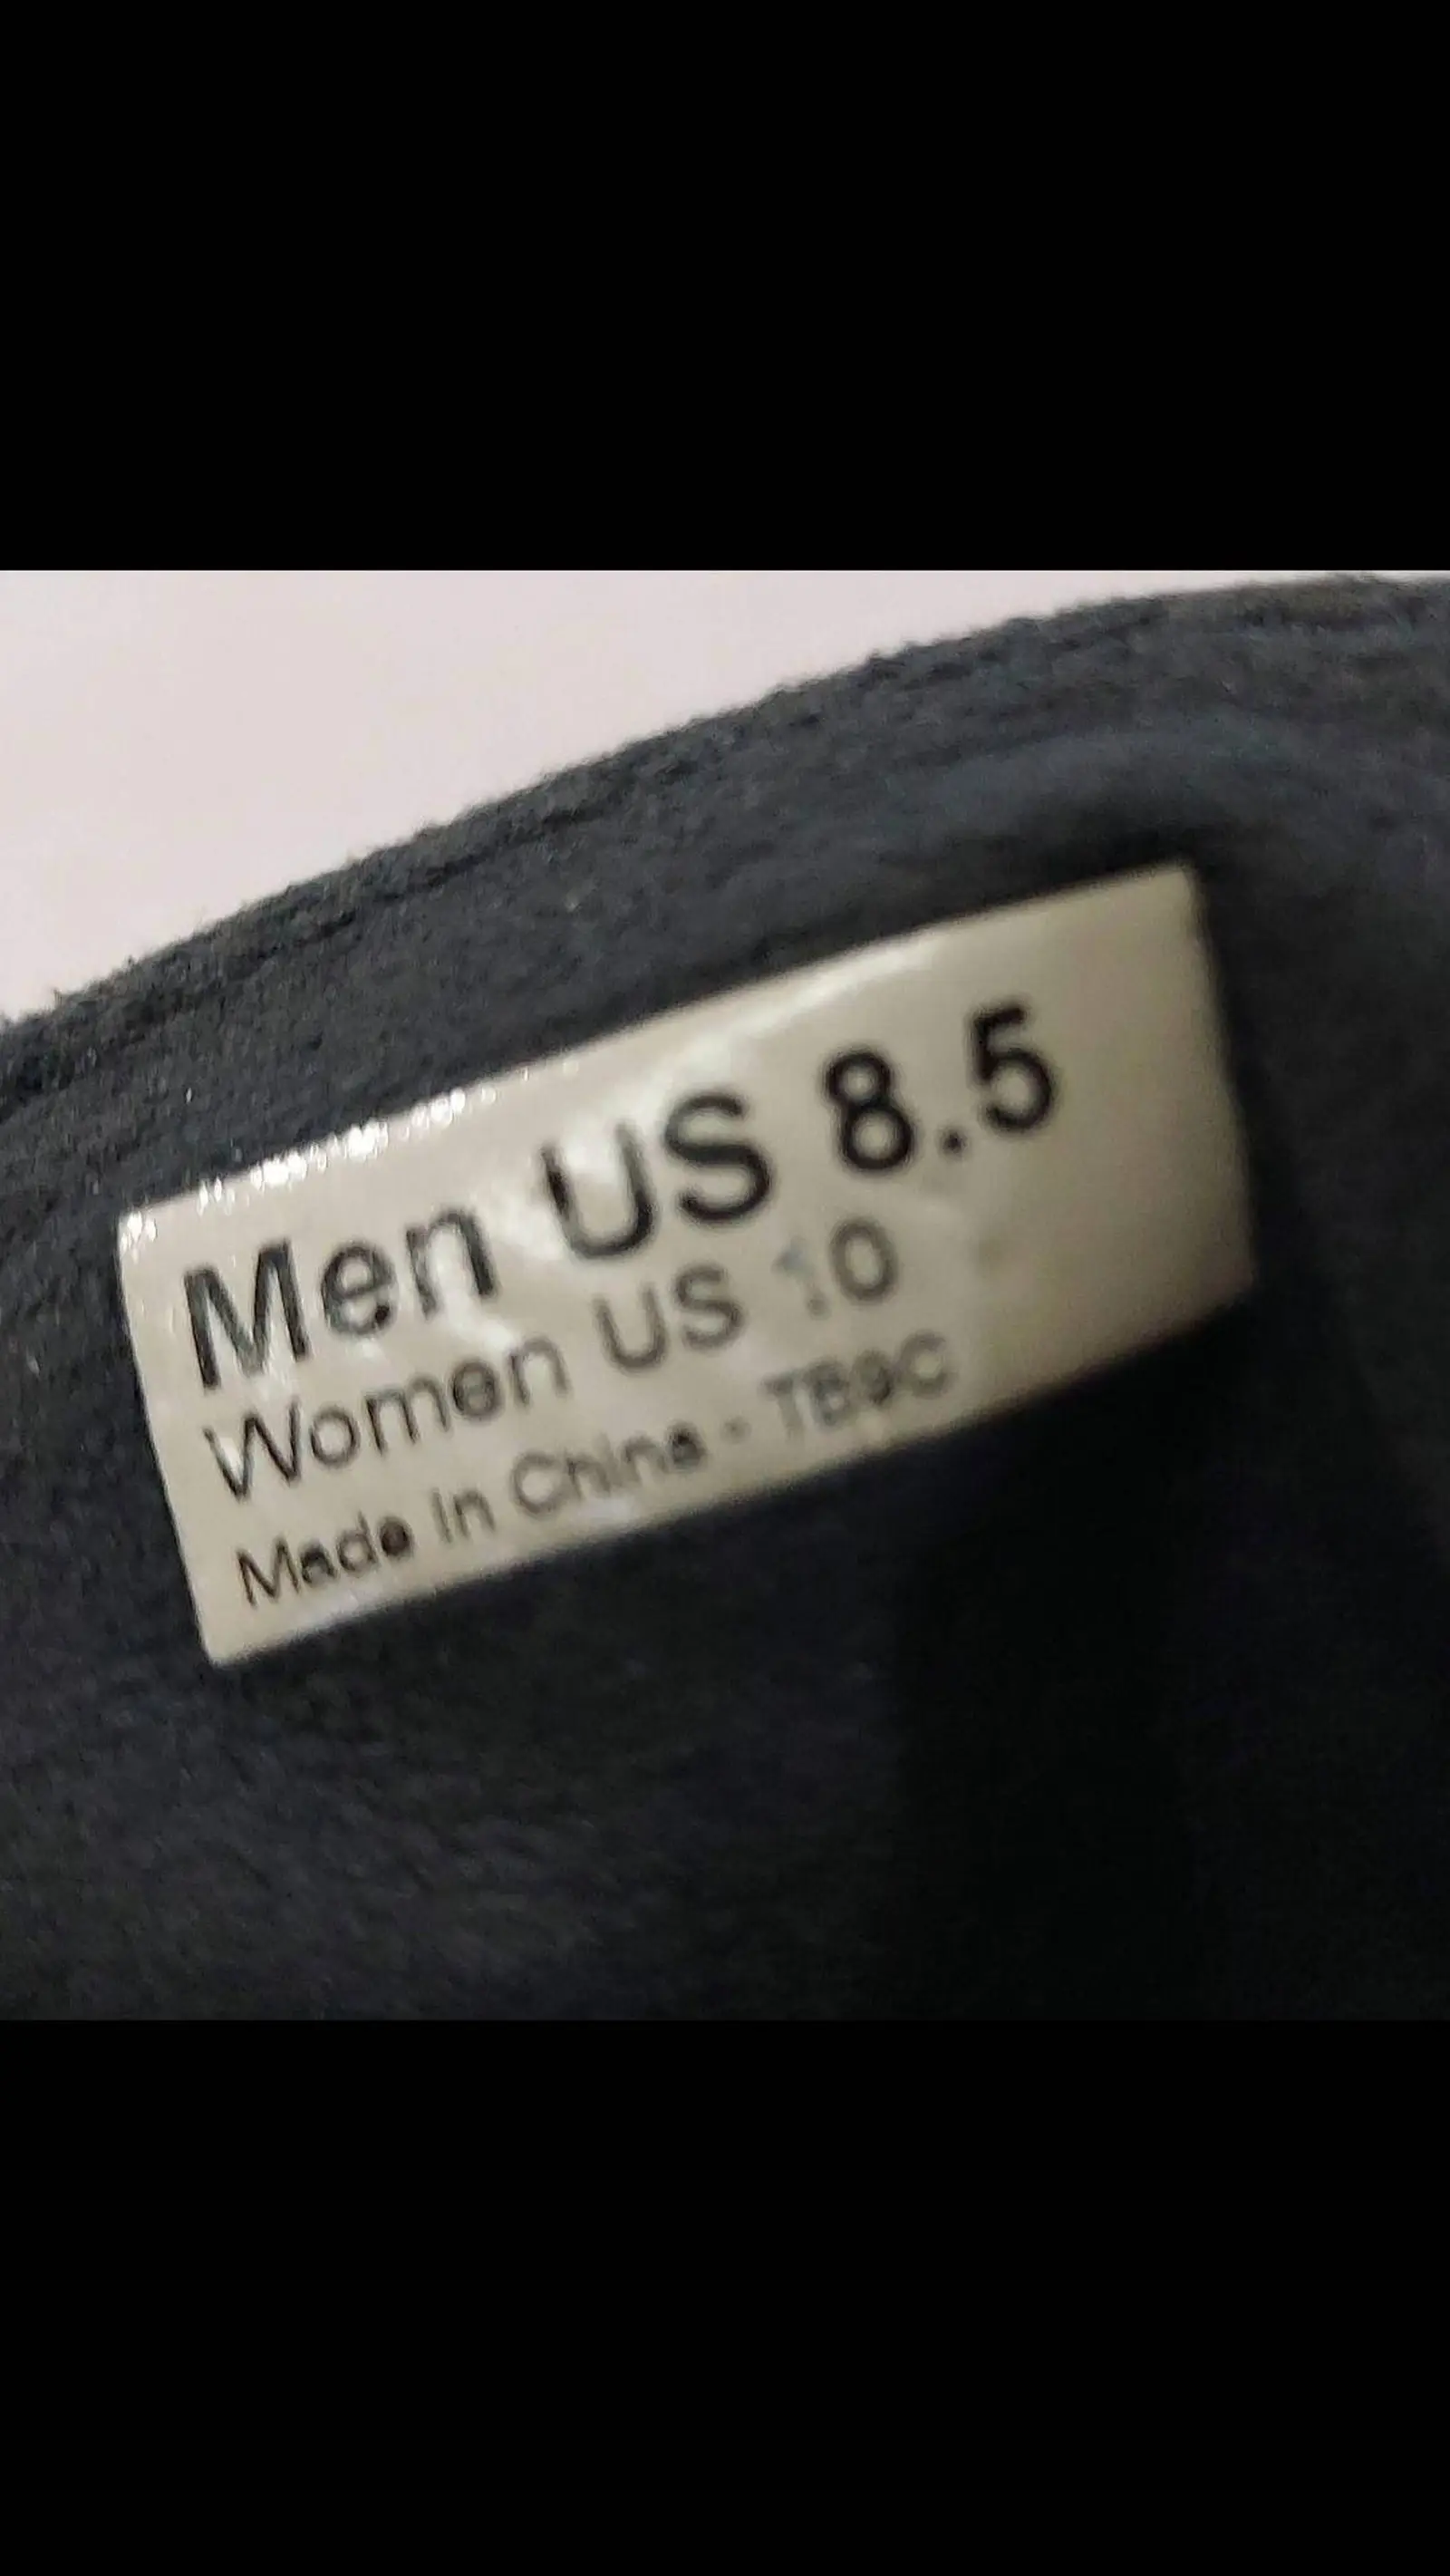 Men US 8.5
Women US 10
Made In China - TB9C